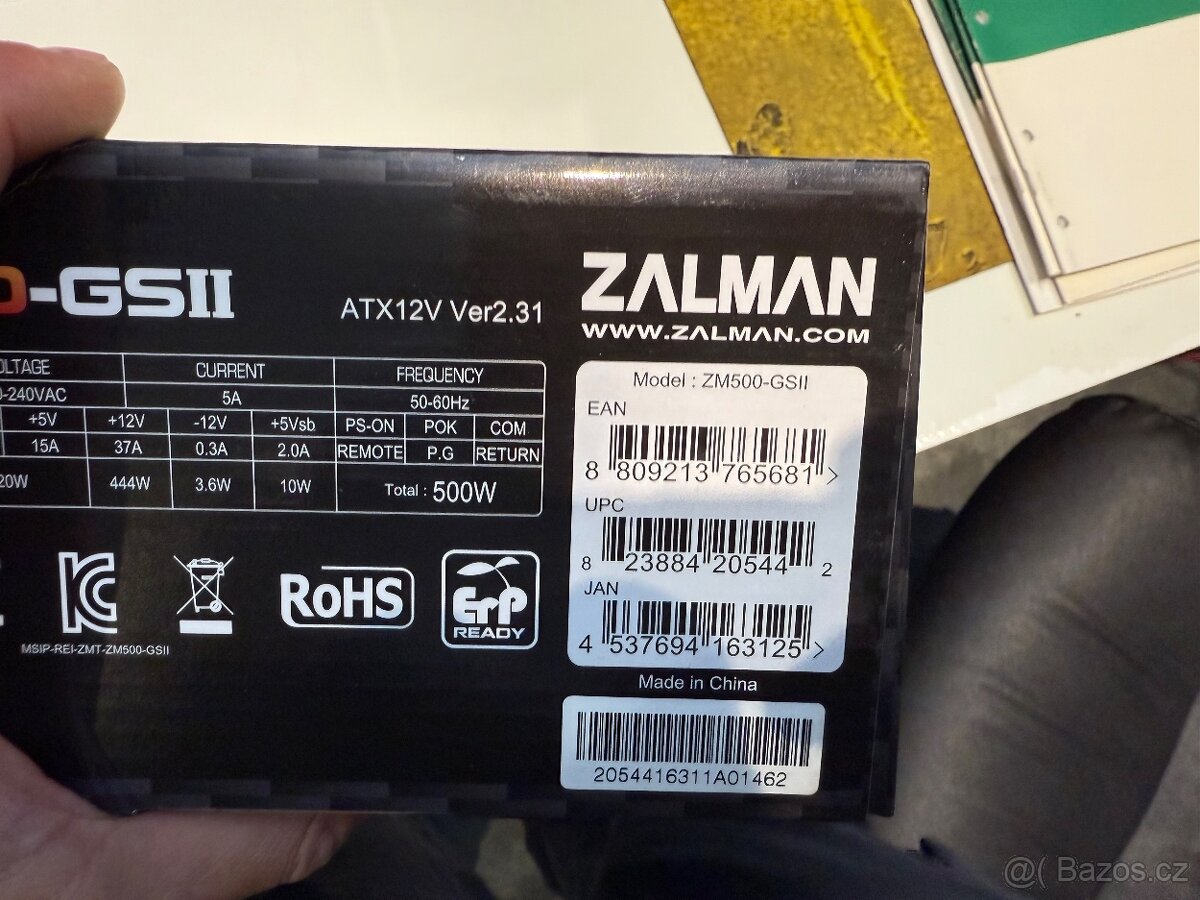 -GSII
ATX12V Ver2.31
ZALMAN
WWW.ZALMAN.COM
CURRENT FREQUENCY
-240VAC 5A 50-60Hz
+5V +12V -12V +5Vsb PS-ON POK COM
15A 37A 0.3A 2.0A REMOTE P.G RETURN
20W 444W 3.6W 10W Total : 500W
MSIP-REI-ZMT-ZM500-GSII
RoHS
ErP
READY
Model : ZM500-GSII
EAN
8 809213 765681 >
UPC
8 23884 20544 2
JAN
4 537694 163125 >
Made in China
2054416311A01462
@( Bazos.cz